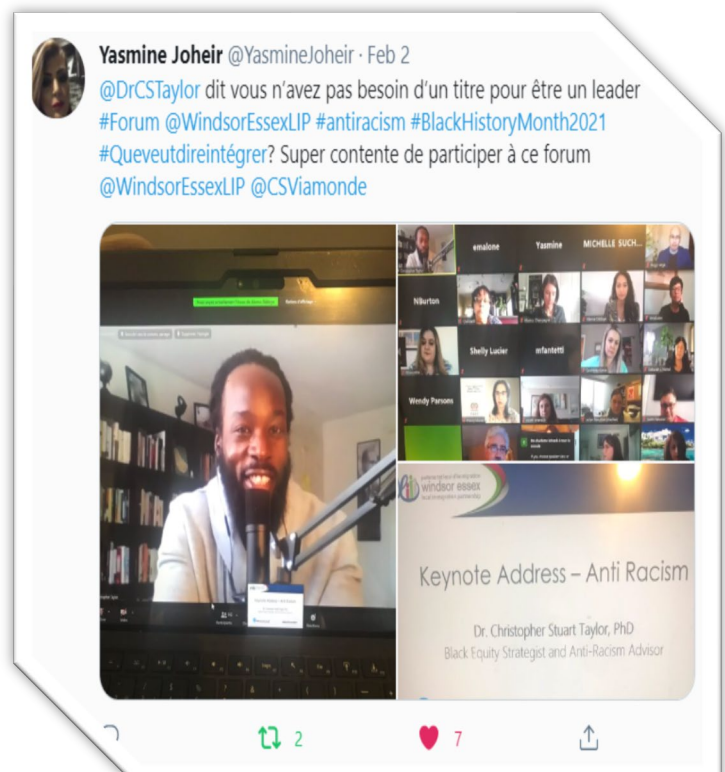 Yasmine Joheir @YasmineJoheir · Feb 2
@DrCSTaylor dit vous n'avez pas besoin d'un titre pour être un leader
#Forum @WindsorEssexLIP #antiracism #BlackHistoryMonth2021
#Queveutdireintégrer? Super contente de participer à ce forum
@WindsorEssexLIP @CSViamonde
emalone
Yasmine
MICHELLE SUCH...
NBurton
Shelly Lucier
mfantetti
Wendy Parsons
windsor essex
local immigration partnership
Keynote Address – Anti Racism
Dr. Christopher Stuart Taylor, PhD
Black Equity Strategist and Anti-Racism Advisor
2
7